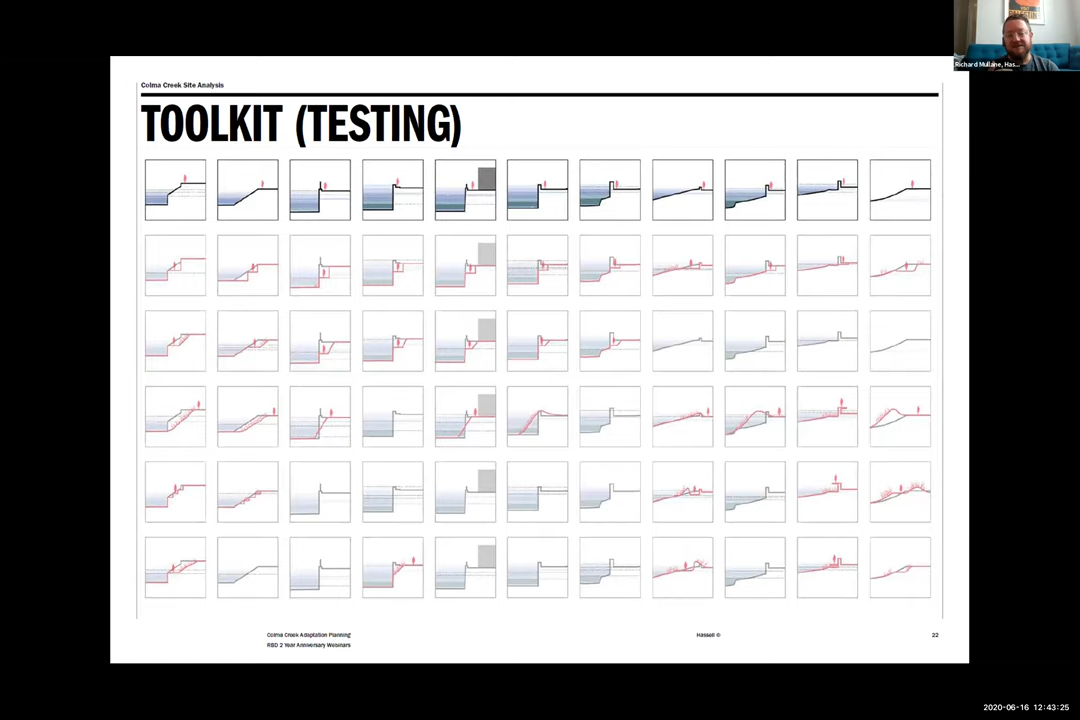 Richard Mullane, Has...
Colma Creek Site Analysis
TOOLKIT (TESTING)
Colma Creek Adaptation Planning
Hassell ©
22
RBD 2 Year Anniversary Webinars
2020-06-16 12:43:25